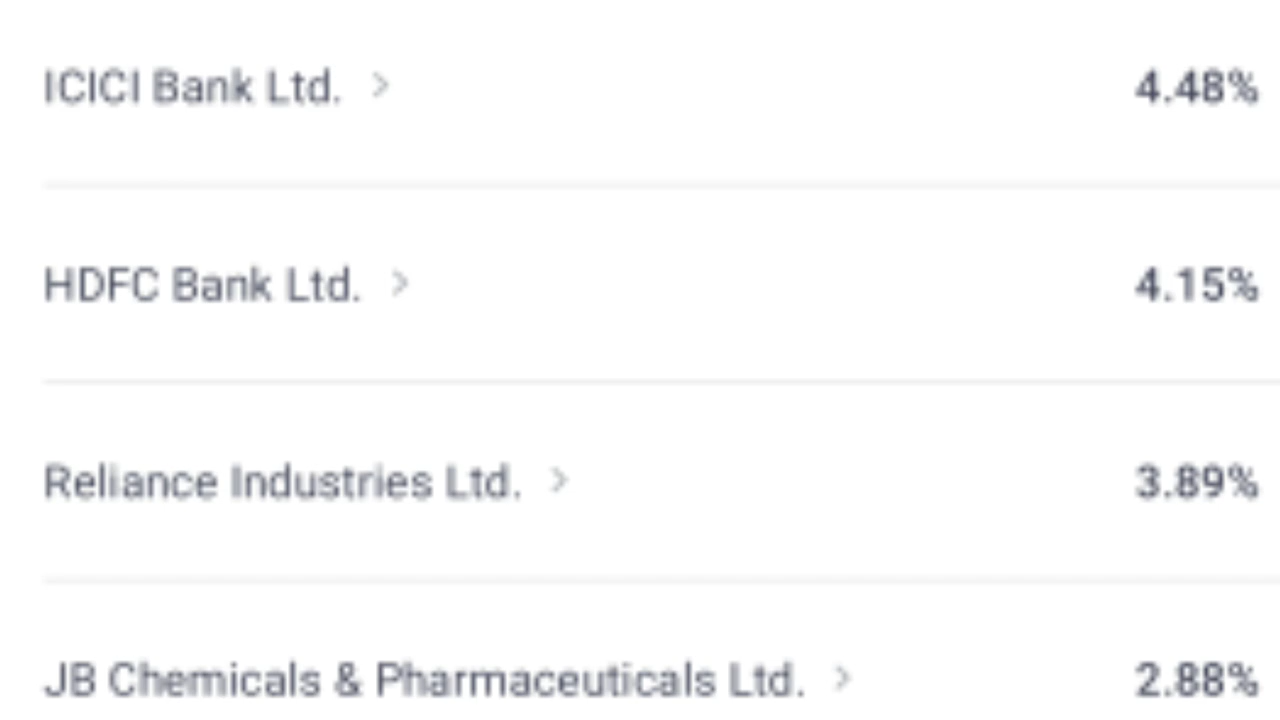 ICICI Bank Ltd. > 4.48%
HDFC Bank Ltd. > 4.15%
Reliance Industries Ltd. > 3.89%
JB Chemicals & Pharmaceuticals Ltd. > 2.88%